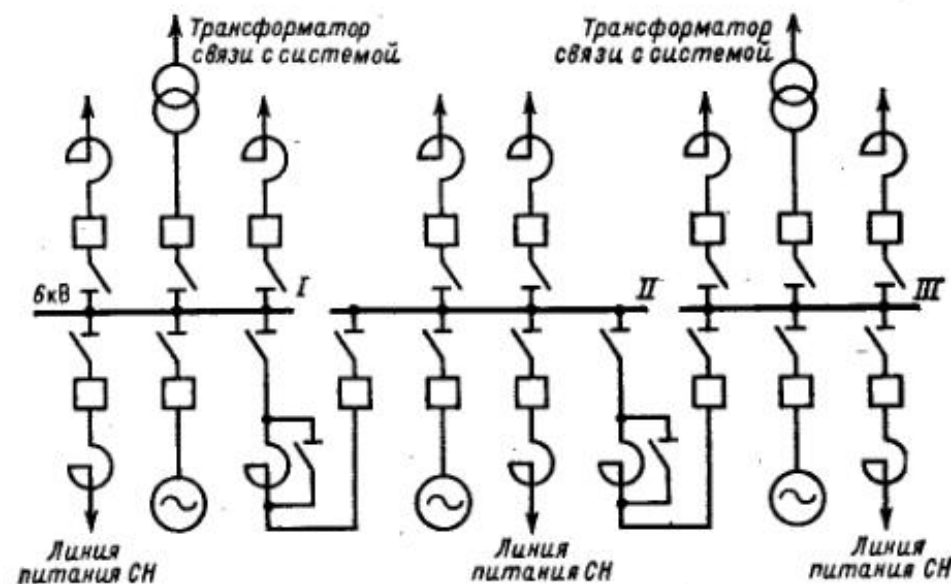 Трансформатор
связи с системой
Трансформатор
связи с системой
6кВ
I
II
III
Линия
питания СН
Линия
питания СН
Линия
питания СН